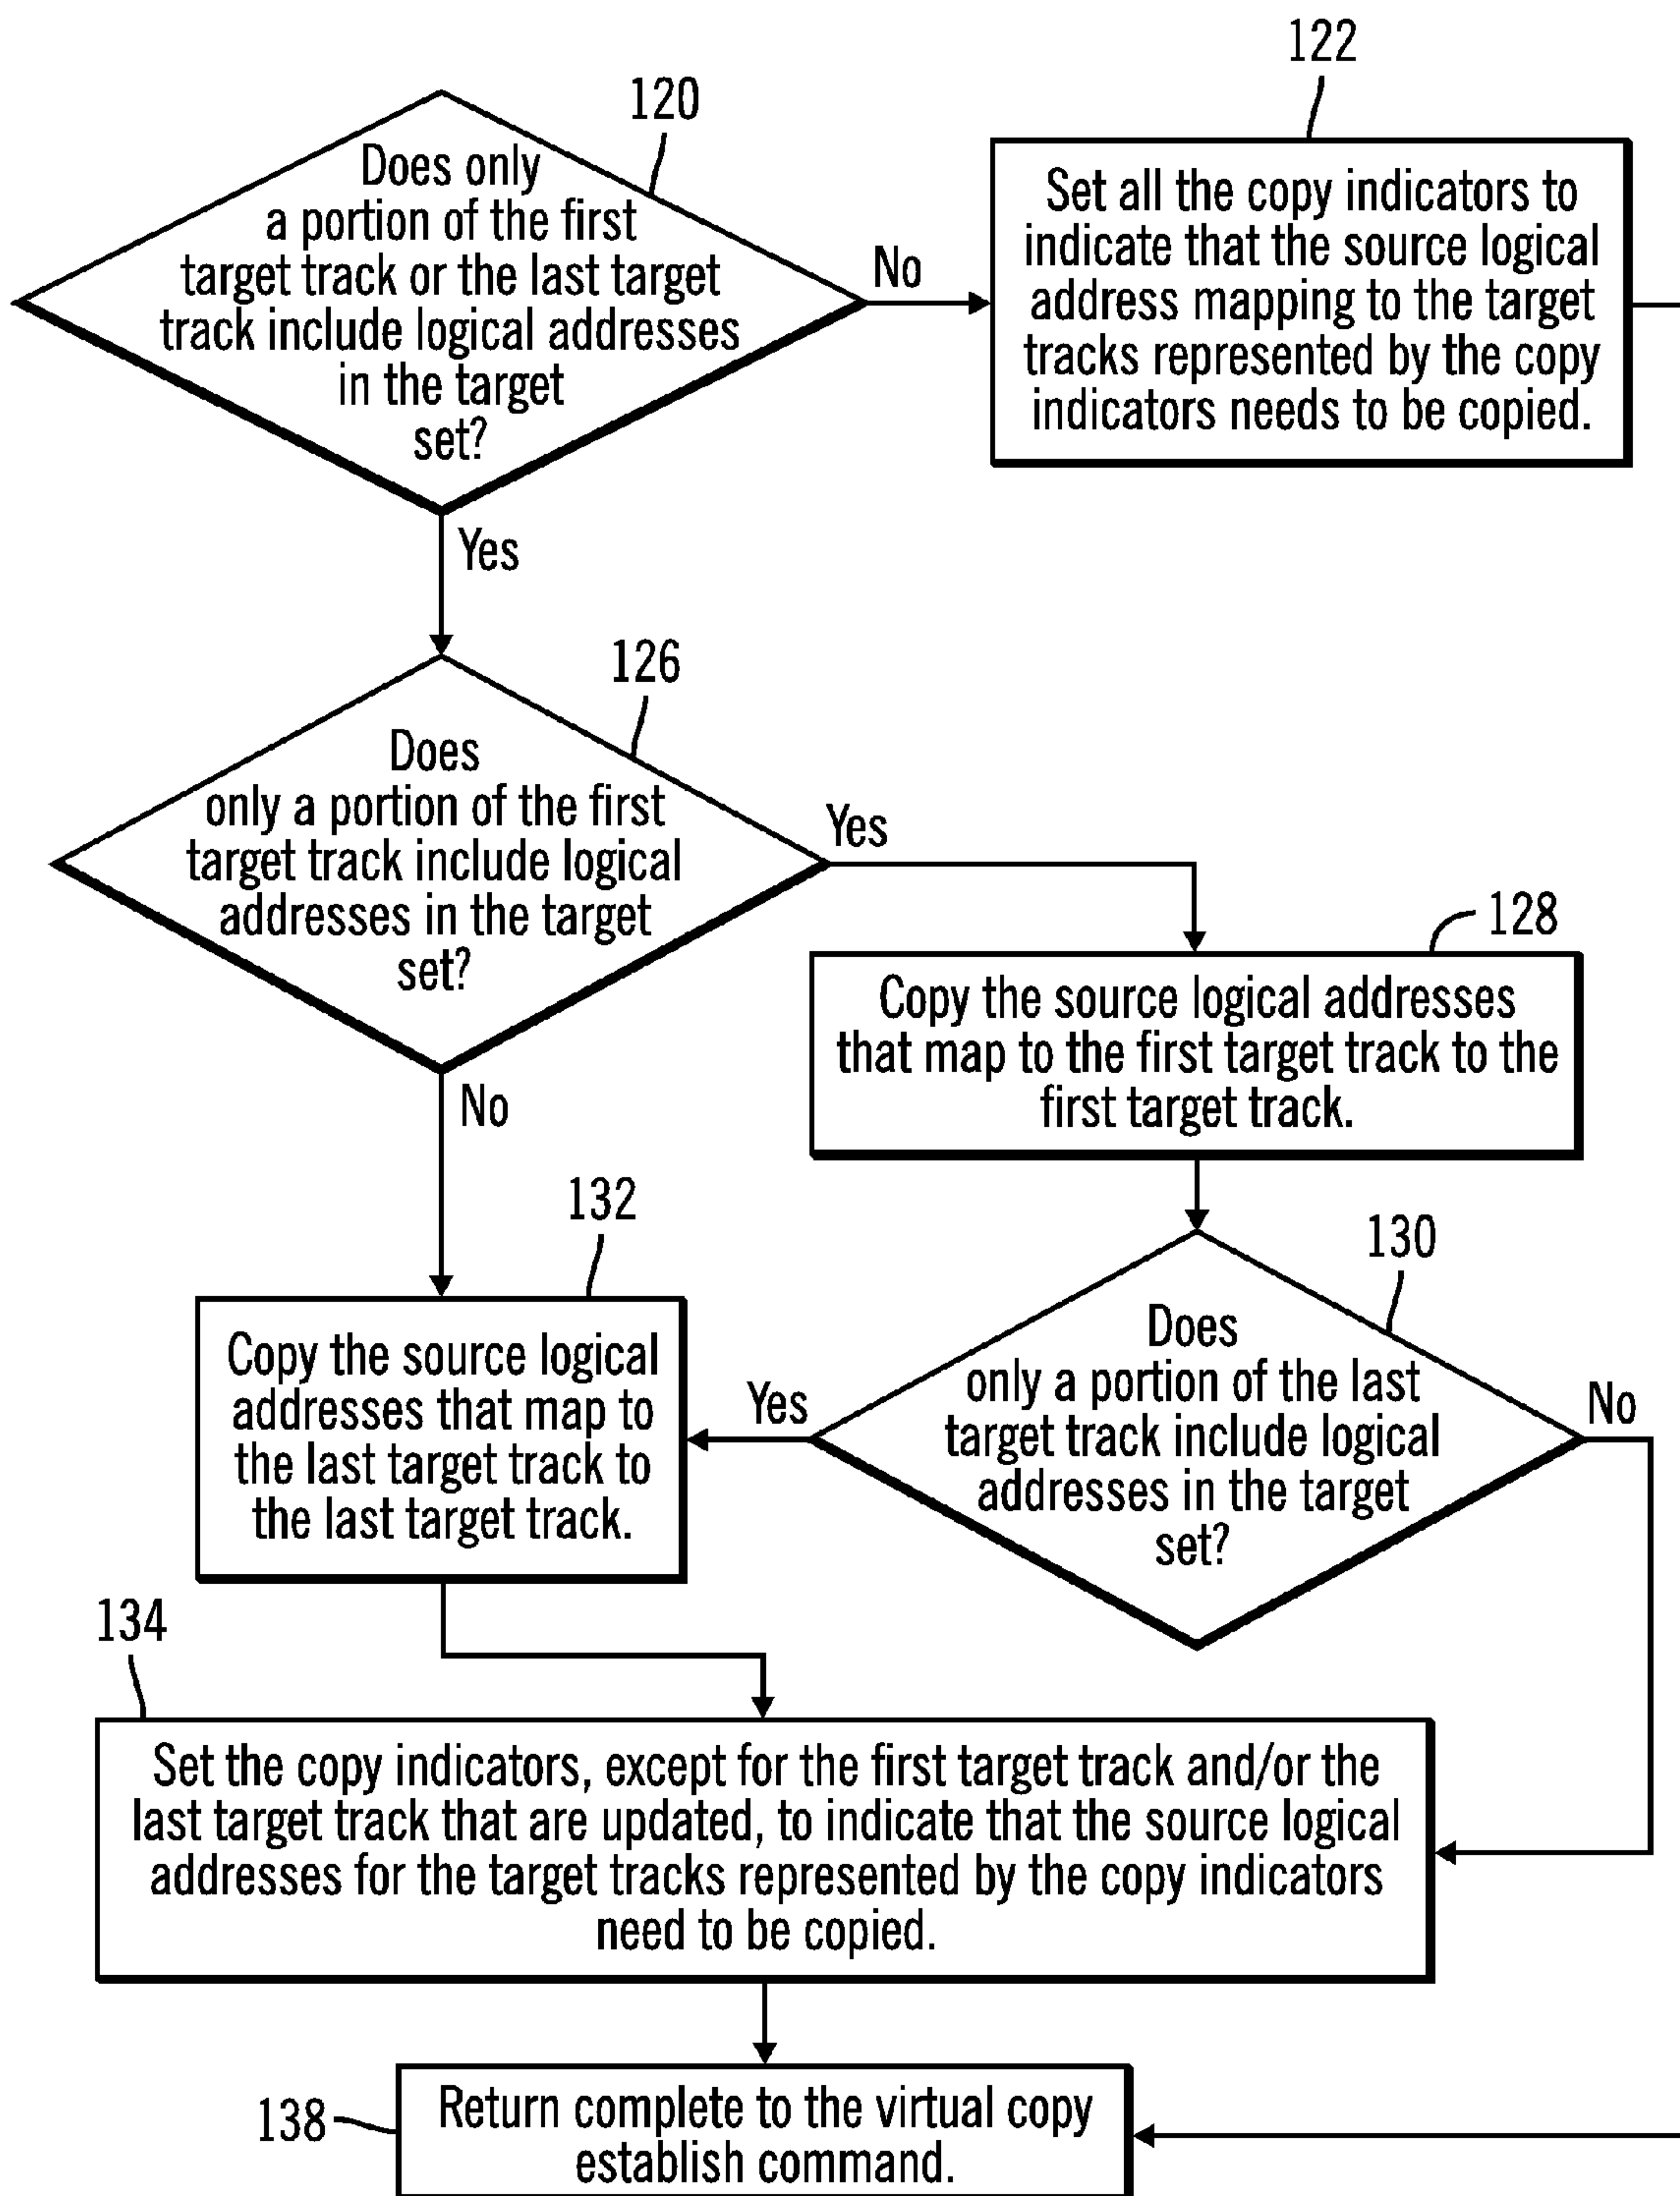 120
Does only
a portion of the first
target track or the last target
track include logical addresses
in the target
set?
No
Yes
122
Set all the copy indicators to
indicate that the source logical
address mapping to the target
tracks represented by the copy
indicators needs to be copied.
126
Does
only a portion of the first
target track include logical
addresses in the target
set?
Yes
No
128
Copy the source logical addresses
that map to the first target track to the
first target track.
130
Does
only a portion of the last
target track include logical
addresses in the target
set?
Yes
No
132
Copy the source logical
addresses that map to
the last target track to
the last target track.
134
Set the copy indicators, except for the first target track and/or the
last target track that are updated, to indicate that the source logical
addresses for the target tracks represented by the copy indicators
need to be copied.
138
Return complete to the virtual copy
establish command.